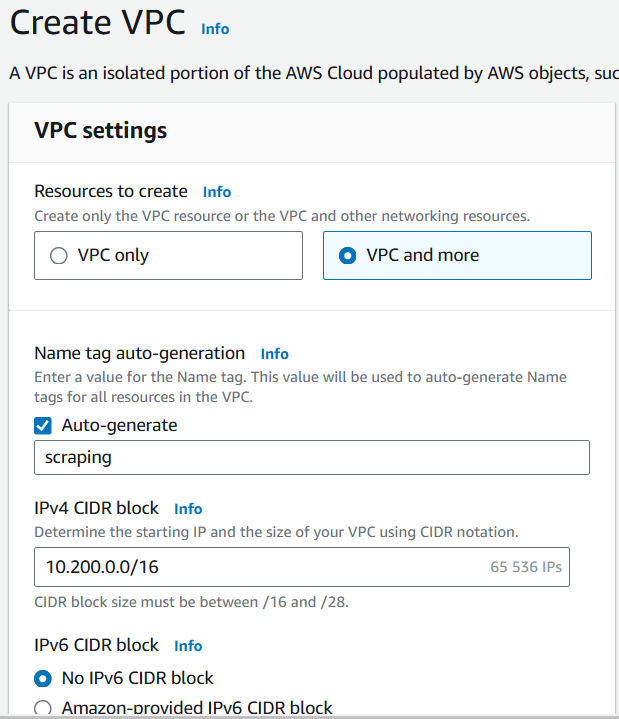 Create VPC Info
A VPC is an isolated portion of the AWS Cloud populated by AWS objects, suc
VPC settings
Resources to create Info
Create only the VPC resource or the VPC and other networking resources.
VPC only
VPC and more
Name tag auto-generation Info
Enter a value for the Name tag. This value will be used to auto-generate Name
tags for all resources in the VPC.
Auto-generate
scraping
IPv4 CIDR block Info
Determine the starting IP and the size of your VPC using CIDR notation.
10.200.0.0/16 65 536 IPs
CIDR block size must be between /16 and /28.
IPv6 CIDR block Info
No IPv6 CIDR block
Amazon-provided IPv6 CIDR block